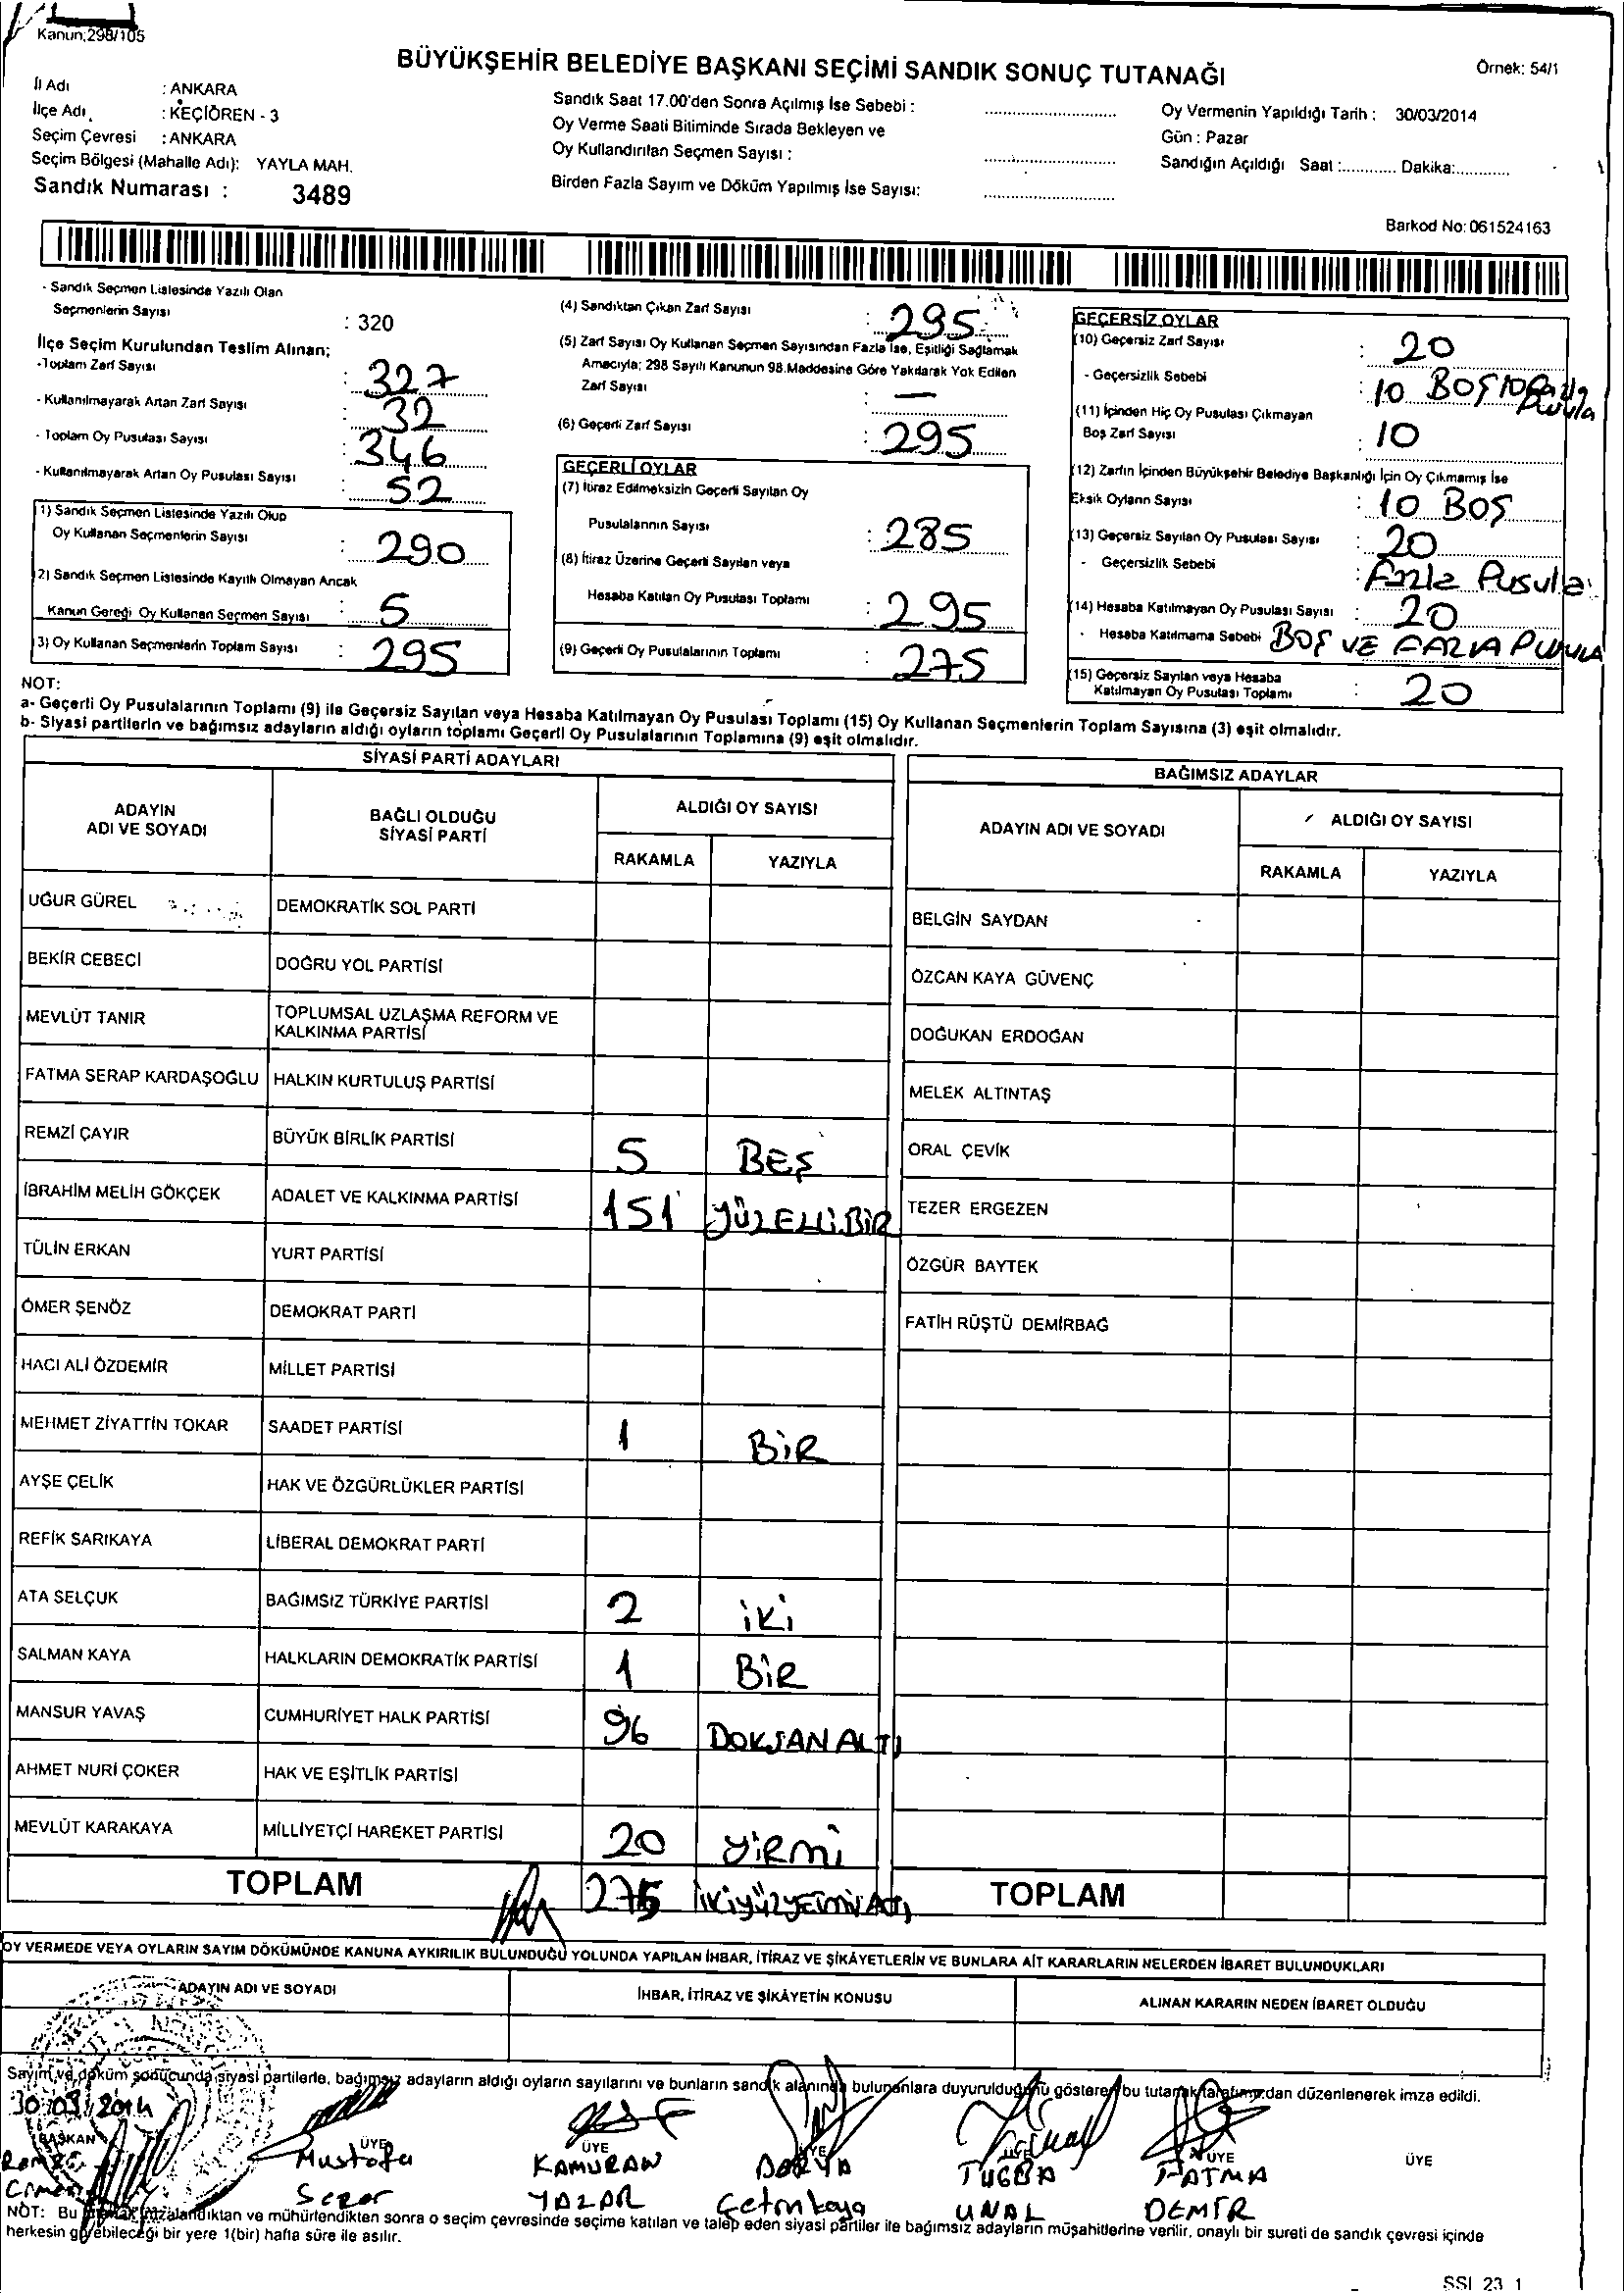 Kanun;298/105
BÜYÜKŞEHİR BELEDİYE BAŞKANI SEÇİMİ SANDIK SONUÇ TUTANAĞI
Örnek: 54/1
İl Adı : ANKARA
İlçe Adı : KEÇİÖREN - 3
Seçim Çevresi : ANKARA
Seçim Bölgesi (Mahalle Adı): YAYLA MAH.
Sandık Numarası : 3489
Sandık Saat 17.00'den Sonra Açılmış İse Sebebi :
Oy Verme Saati Bitiminde Sırada Bekleyen ve
Oy Kullandırılan Seçmen Sayısı :
Birden Fazla Sayım ve Döküm Yapılmış İse Sayısı:
Oy Vermenin Yapıldığı Tarih : 30/03/2014
Gün : Pazar
Sandığın Açıldığı Saat :............. Dakika:............
Barkod No: 061524163
- Sandık Seçmen Listesinde Yazılı Olan
Seçmenlerin Sayısı : 320
İlçe Seçim Kurulundan Teslim Alınan;
-Toplam Zarf Sayısı : 327
- Kullanılmayarak Artan Zarf Sayısı : 32
- Toplam Oy Pusulası Sayısı 346
- Kullanılmayarak Artan Oy Pusulası Sayısı : 52
(1) Sandık Seçmen Listesinde Yazılı Olup
Oy Kullanan Seçmenlerin Sayısı : 290
2) Sandık Seçmen Listesinde Kayıtlı Olmayan Ancak
Kanun Gereği Oy Kullanan Seçmen Sayısı : 5
3) Oy Kullanan Seçmenlerin Toplam Sayısı : 295
(4) Sandıktan Çıkan Zarf Sayısı : 295
(5) Zarf Sayısı Oy Kullanan Seçmen Sayısından Fazla İse, Eşitliği Sağlamak
Amacıyla; 298 Sayılı Kanunun 98.Maddesine Göre Yakılarak Yok Edilen
Zarf Sayısı : —
(6) Geçerli Zarf Sayısı : 295
GEÇERLİ OYLAR
(7) İtiraz Edilmeksizin Geçerli Sayılan Oy
Pusulalarının Sayısı : 285
(8) İtiraz Üzerine Geçerli Sayılan veya
Hesaba Katılan Oy Pusulası Toplamı : 295
(9) Geçerli Oy Pusulalarının Toplamı : 275
GEÇERSİZ OYLAR
(10) Geçersiz Zarf Sayısı : 20
- Geçersizlik Sebebi : 10 BOŞ 10 Fazla
Pusula
(11) İçinden Hiç Oy Pusulası Çıkmayan
Boş Zarf Sayısı : 10
(12) Zarfın İçinden Büyükşehir Belediye Başkanlığı İçin Oy Çıkmamış İse
Eksik Oyların Sayısı : 10 BOŞ
(13) Geçersiz Sayılan Oy Pusulası Sayısı : 20
- Geçersizlik Sebebi : Fazla Pusula
(14) Hesaba Katılmayan Oy Pusulası Sayısı : 20
- Hesaba Katılmama Sebebi BOŞ VE FAZLA PUSULA
(15) Geçersiz Sayılan veya Hesaba
Katılmayan Oy Pusulası Toplamı : 20
NOT:
a- Geçerli Oy Pusulalarının Toplamı (9) ile Geçersiz Sayılan veya Hesaba Katılmayan Oy Pusulası Toplamı (15) Oy Kullanan Seçmenlerin Toplam Sayısına (3) eşit olmalıdır.
b- Siyasi partilerin ve bağımsız adayların aldığı oyların toplamı Geçerli Oy Pusulalarının Toplamına (9) eşit olmalıdır.
SİYASİ PARTİ ADAYLARI
ADAYIN ADI VE SOYADI
BAĞLI OLDUĞU SİYASİ PARTİ
ALDIĞI OY SAYISI
RAKAMLA YAZIYLA
UĞUR GÜREL DEMOKRATİK SOL PARTİ
BEKİR CEBECİ DOĞRU YOL PARTİSİ
MEVLÜT TANIR TOPLUMSAL UZLAŞMA REFORM VE KALKINMA PARTİSİ
FATMA SERAP KARDAŞOĞLU HALKIN KURTULUŞ PARTİSİ
REMZİ ÇAYIR BÜYÜK BİRLİK PARTİSİ 5 BEŞ
İBRAHİM MELİH GÖKÇEK ADALET VE KALKINMA PARTİSİ 151 YÜZELLİBİR
TÜLİN ERKAN YURT PARTİSİ
ÖMER ŞENÖZ DEMOKRAT PARTİ
HACI ALİ ÖZDEMİR MİLLET PARTİSİ
MEHMET ZİYATTİN TOKAR SAADET PARTİSİ 1 BİR
AYŞE ÇELİK HAK VE ÖZGÜRLÜKLER PARTİSİ
REFİK SARIKAYA LİBERAL DEMOKRAT PARTİ
ATA SELÇUK BAĞIMSIZ TÜRKİYE PARTİSİ 2 İKİ
SALMAN KAYA HALKLARIN DEMOKRATİK PARTİSİ 1 BİR
MANSUR YAVAŞ CUMHURİYET HALK PARTİSİ 96 DOKSANALTI
AHMET NURİ ÇOKER HAK VE EŞİTLİK PARTİSİ
MEVLÜT KARAKAYA MİLLİYETÇİ HAREKET PARTİSİ 20 YİRMİ
TOPLAM
BAĞIMSIZ ADAYLAR
ADAYIN ADI VE SOYADI
ALDIĞI OY SAYISI
RAKAMLA YAZIYLA
BELGİN SAYDAN
ÖZCAN KAYA GÜVENÇ
DOĞUKAN ERDOĞAN
MELEK ALTINTAŞ
ORAL ÇEVİK
TEZER ERGEZEN
ÖZGÜR BAYTEK
FATİH RÜŞTÜ DEMİRBAĞ
TOPLAM
OY VERMEDE VEYA OYLARIN SAYIM DÖKÜMÜNDE KANUNA AYKIRILIK BULUNDUĞU YOLUNDA YAPILAN İHBAR, İTİRAZ VE ŞİKÂYETLERİN VE BUNLARA AİT KARARLARIN NELERDEN İBARET BULUNDUKLARI
ADAYIN ADI VE SOYADI
İHBAR, İTİRAZ VE ŞİKÂYETİN KONUSU
ALINAN KARARIN NEDEN İBARET OLDUĞU
Sayım ve döküm sonucunda siyasi partilerle, bağımsız adayların aldığı oyların sayılarını ve bunların sandık alanında bulunanlara duyurulduğunu gösteren bu tutanak tarafımızdan düzenlenerek imza edildi.
30.03.2014
BAŞKAN ÜYE ÜYE ÜYE ÜYE ÜYE ÜYE
Mustafa KAMURAN DERYA TUĞBA FATMA
Sezer YAZAR Çetinkaya UNAL DEMİR
NOT: Bu tutanak imzalandıktan ve mühürlendikten sonra o seçim çevresinde seçime katılan ve talep eden siyasi partiler ile bağımsız adayların müşahitlerine verilir, onaylı bir sureti de sandık çevresi içinde
herkesin görebileceği bir yere 1(bir) hafta süre ile asılır.
SSI 23 1